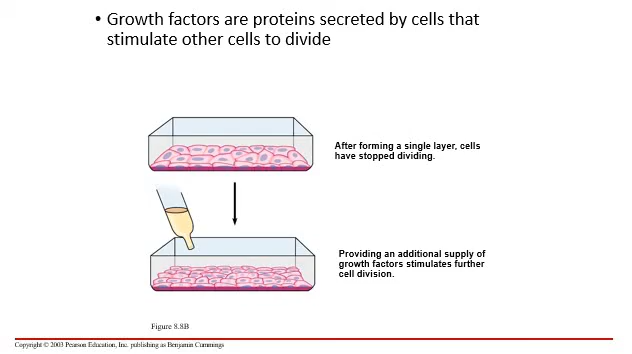 • Growth factors are proteins secreted by cells that
stimulate other cells to divide
After forming a single layer, cells
have stopped dividing.
Providing an additional supply of
growth factors stimulates further
cell division.
Figure 8.8B
Copyright © 2003 Pearson Education, Inc. publishing as Benjamin Cummings